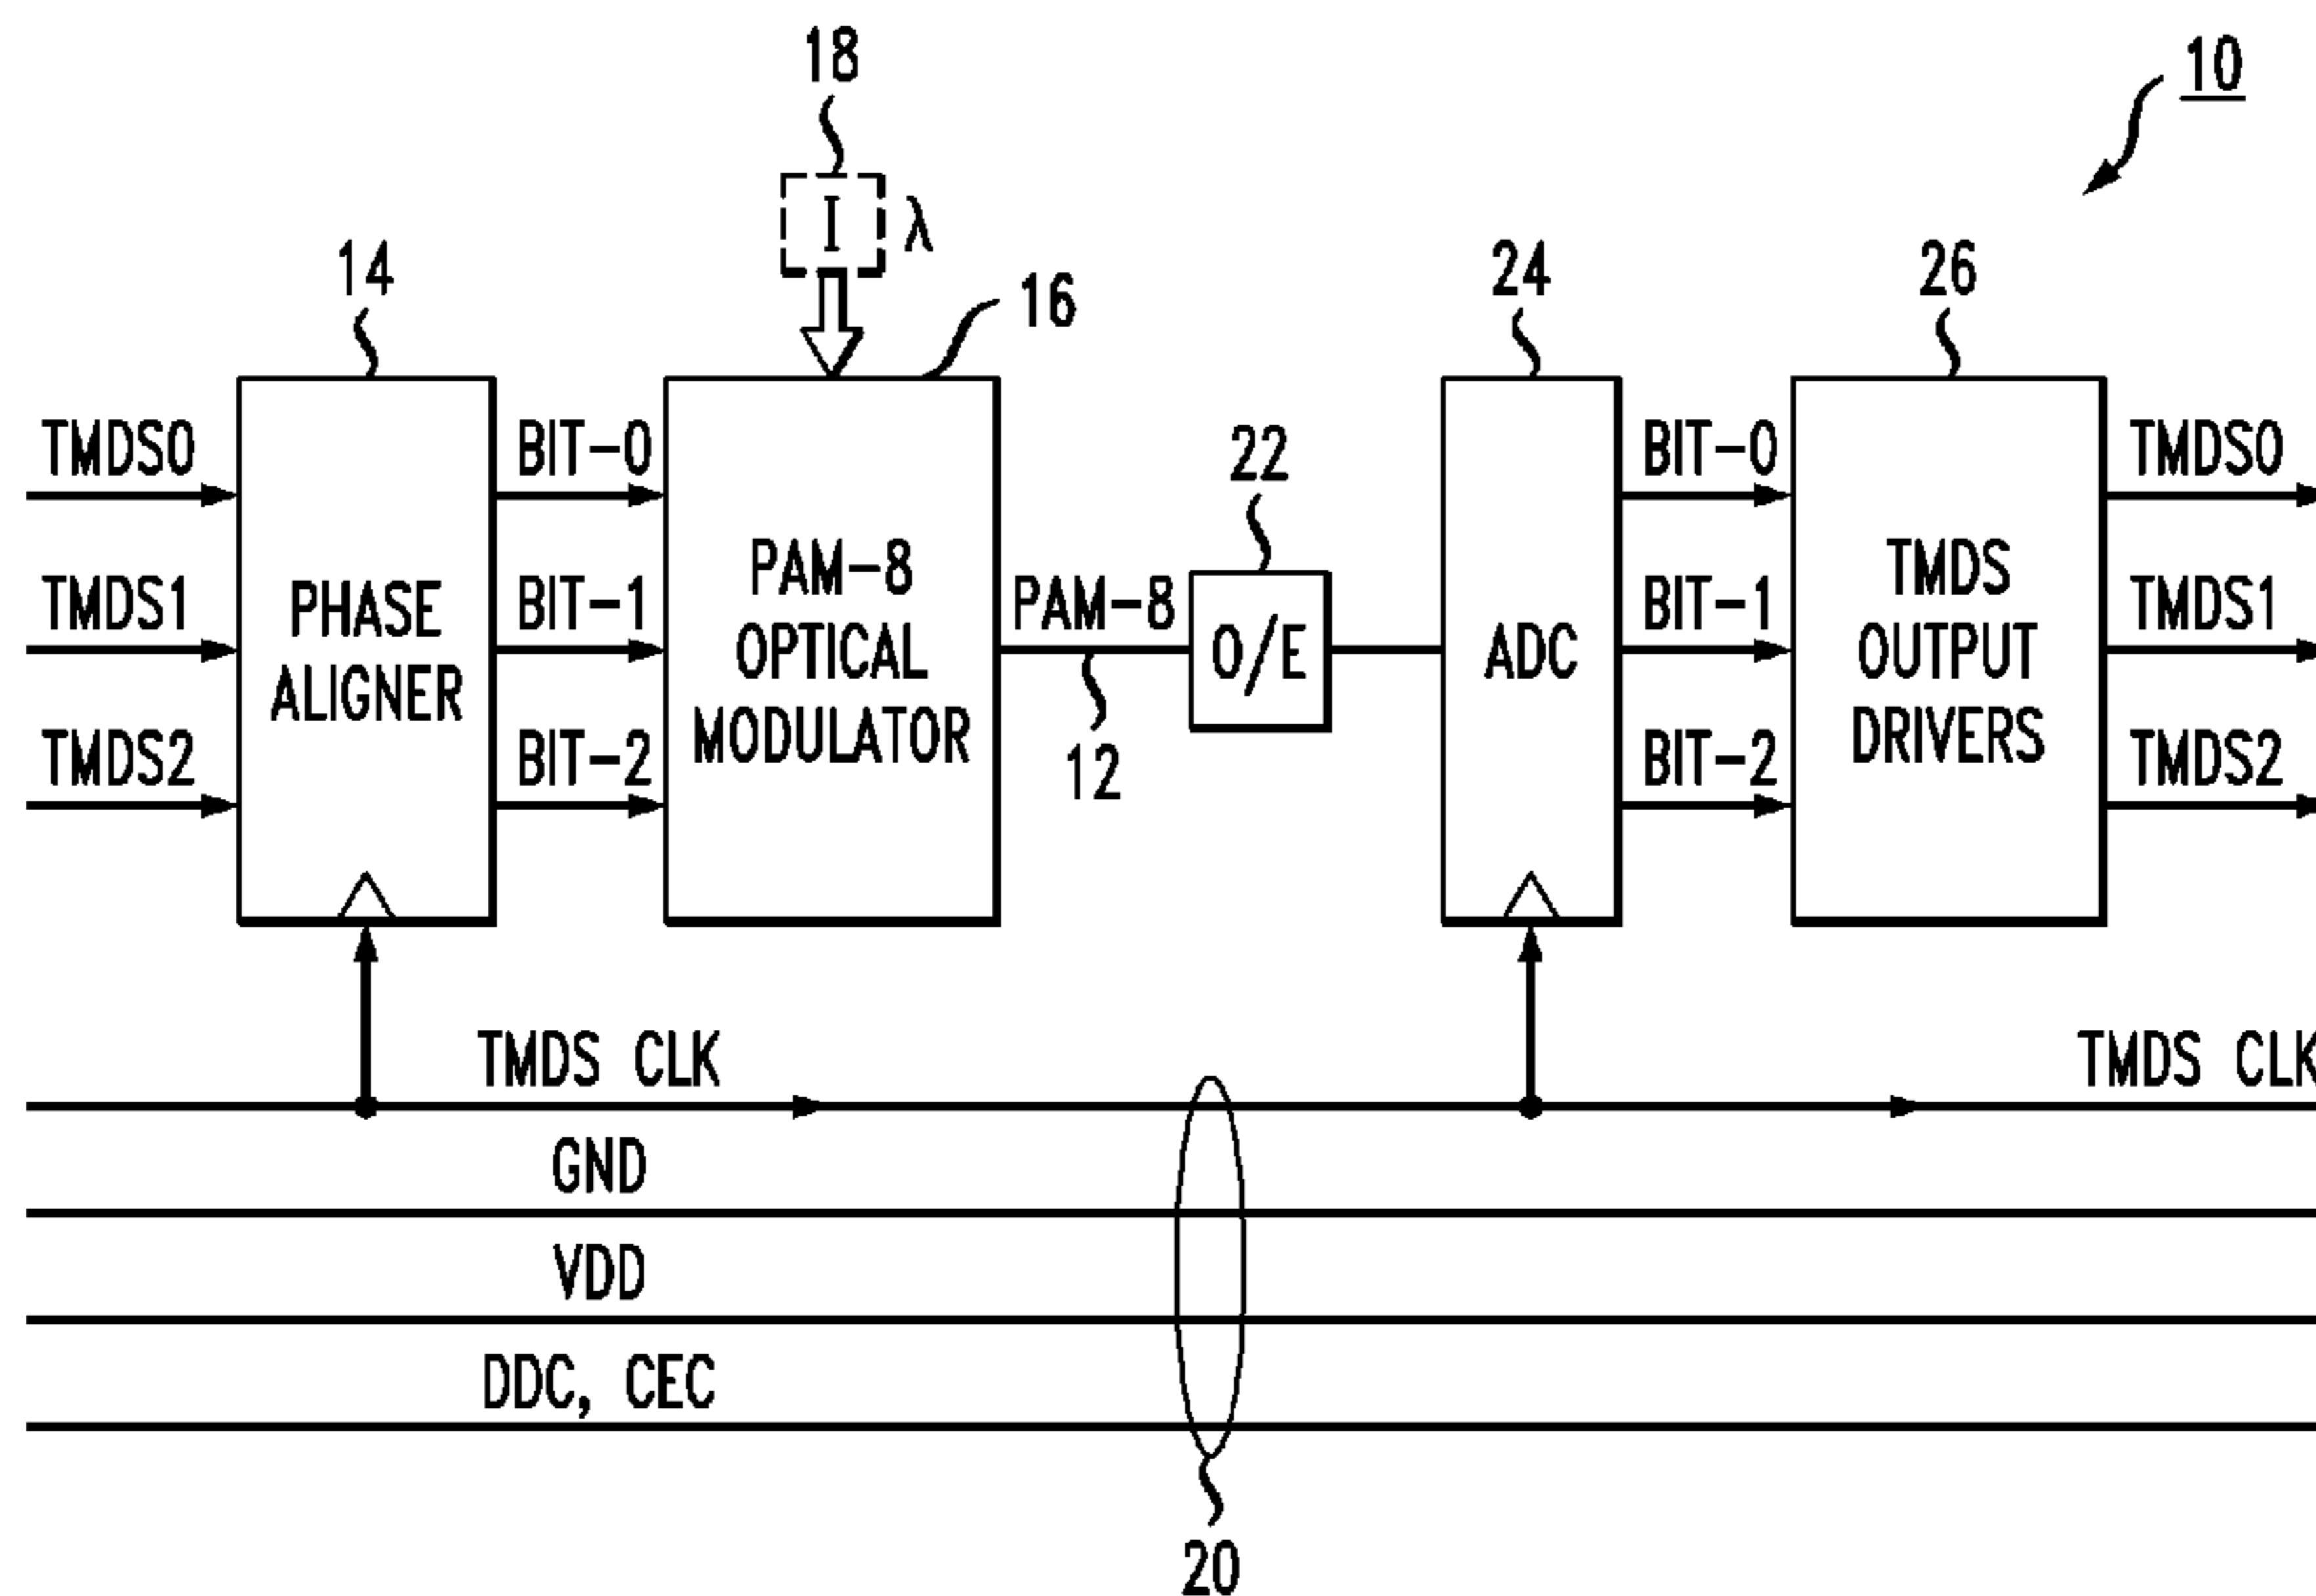 18
10
I λ
14
16
24
26
TMDS0
BIT-0
22
BIT-0
TMDS0
TMDS1
PHASE
ALIGNER
BIT-1
PAM-8
OPTICAL
MODULATOR
PAM-8
O/E
ADC
BIT-1
TMDS
OUTPUT
DRIVERS
TMDS1
TMDS2
BIT-2
12
BIT-2
TMDS2
TMDS CLK
TMDS CLK
GND
VDD
DDC, CEC
20